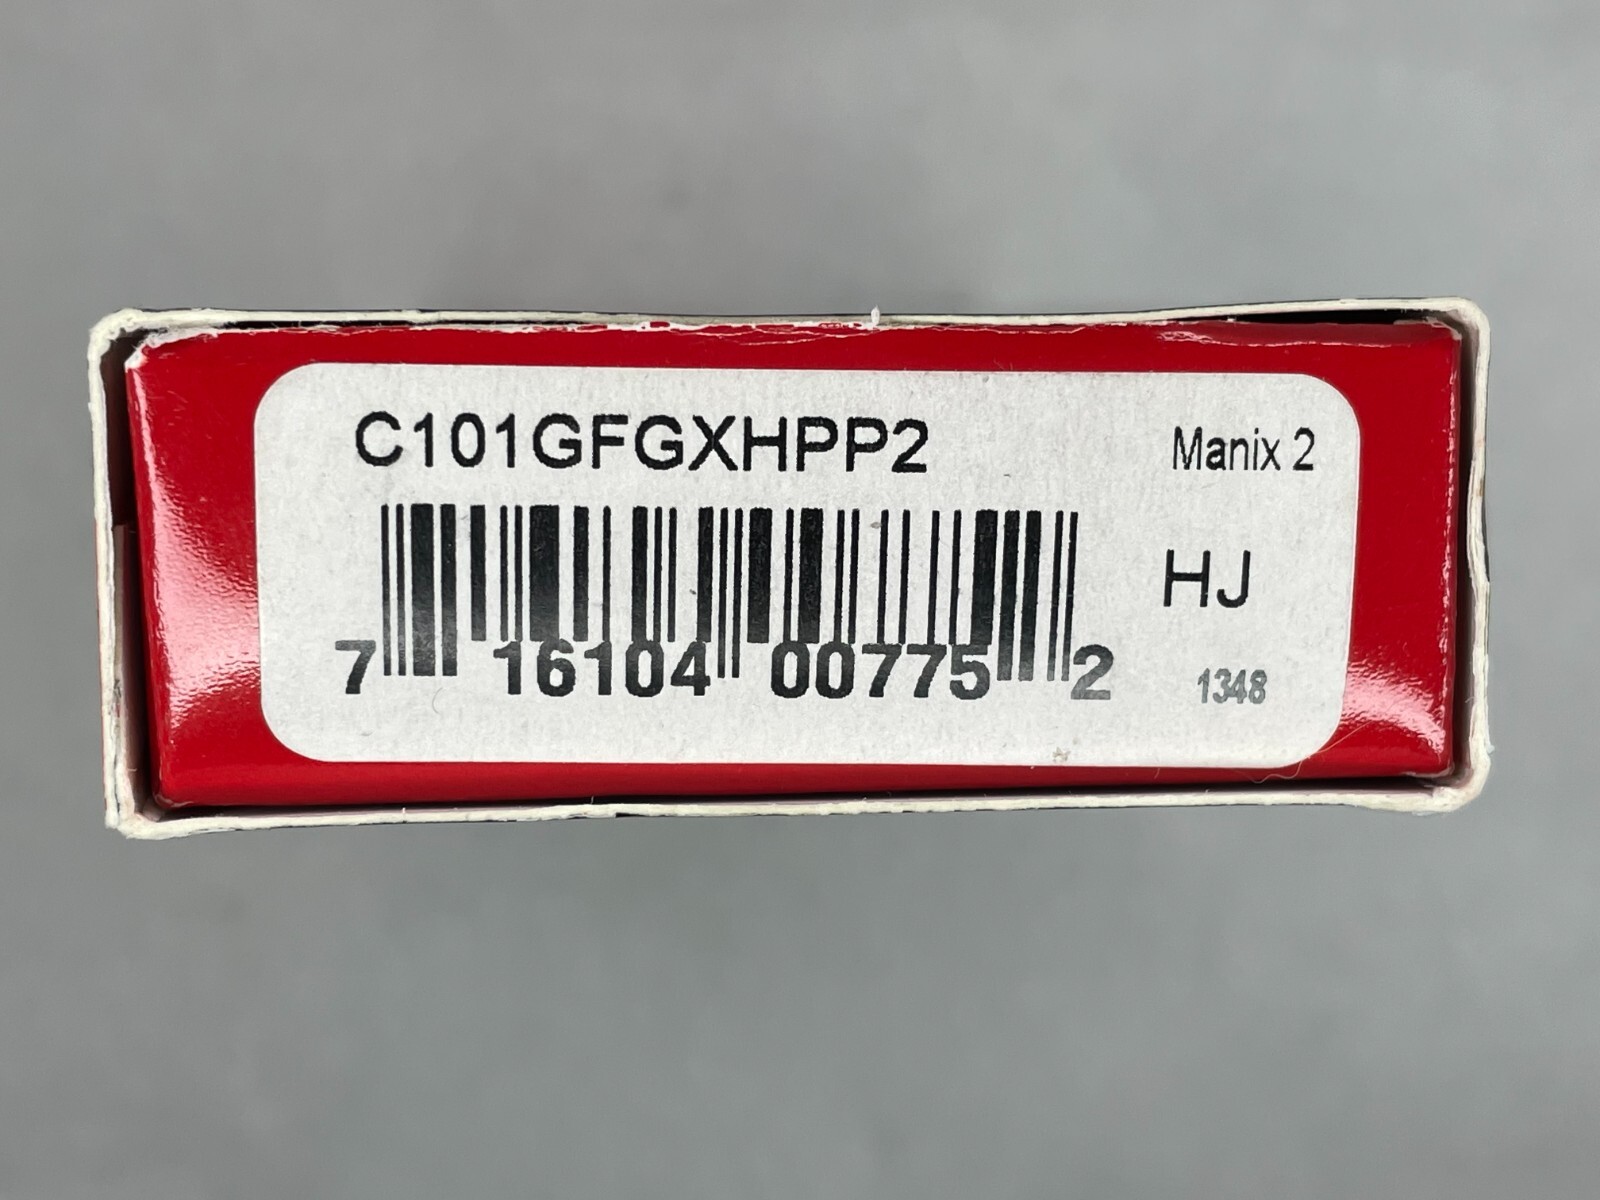 C101GFGXHPP2
Manix 2
HJ
7 16104 00775 2
1348